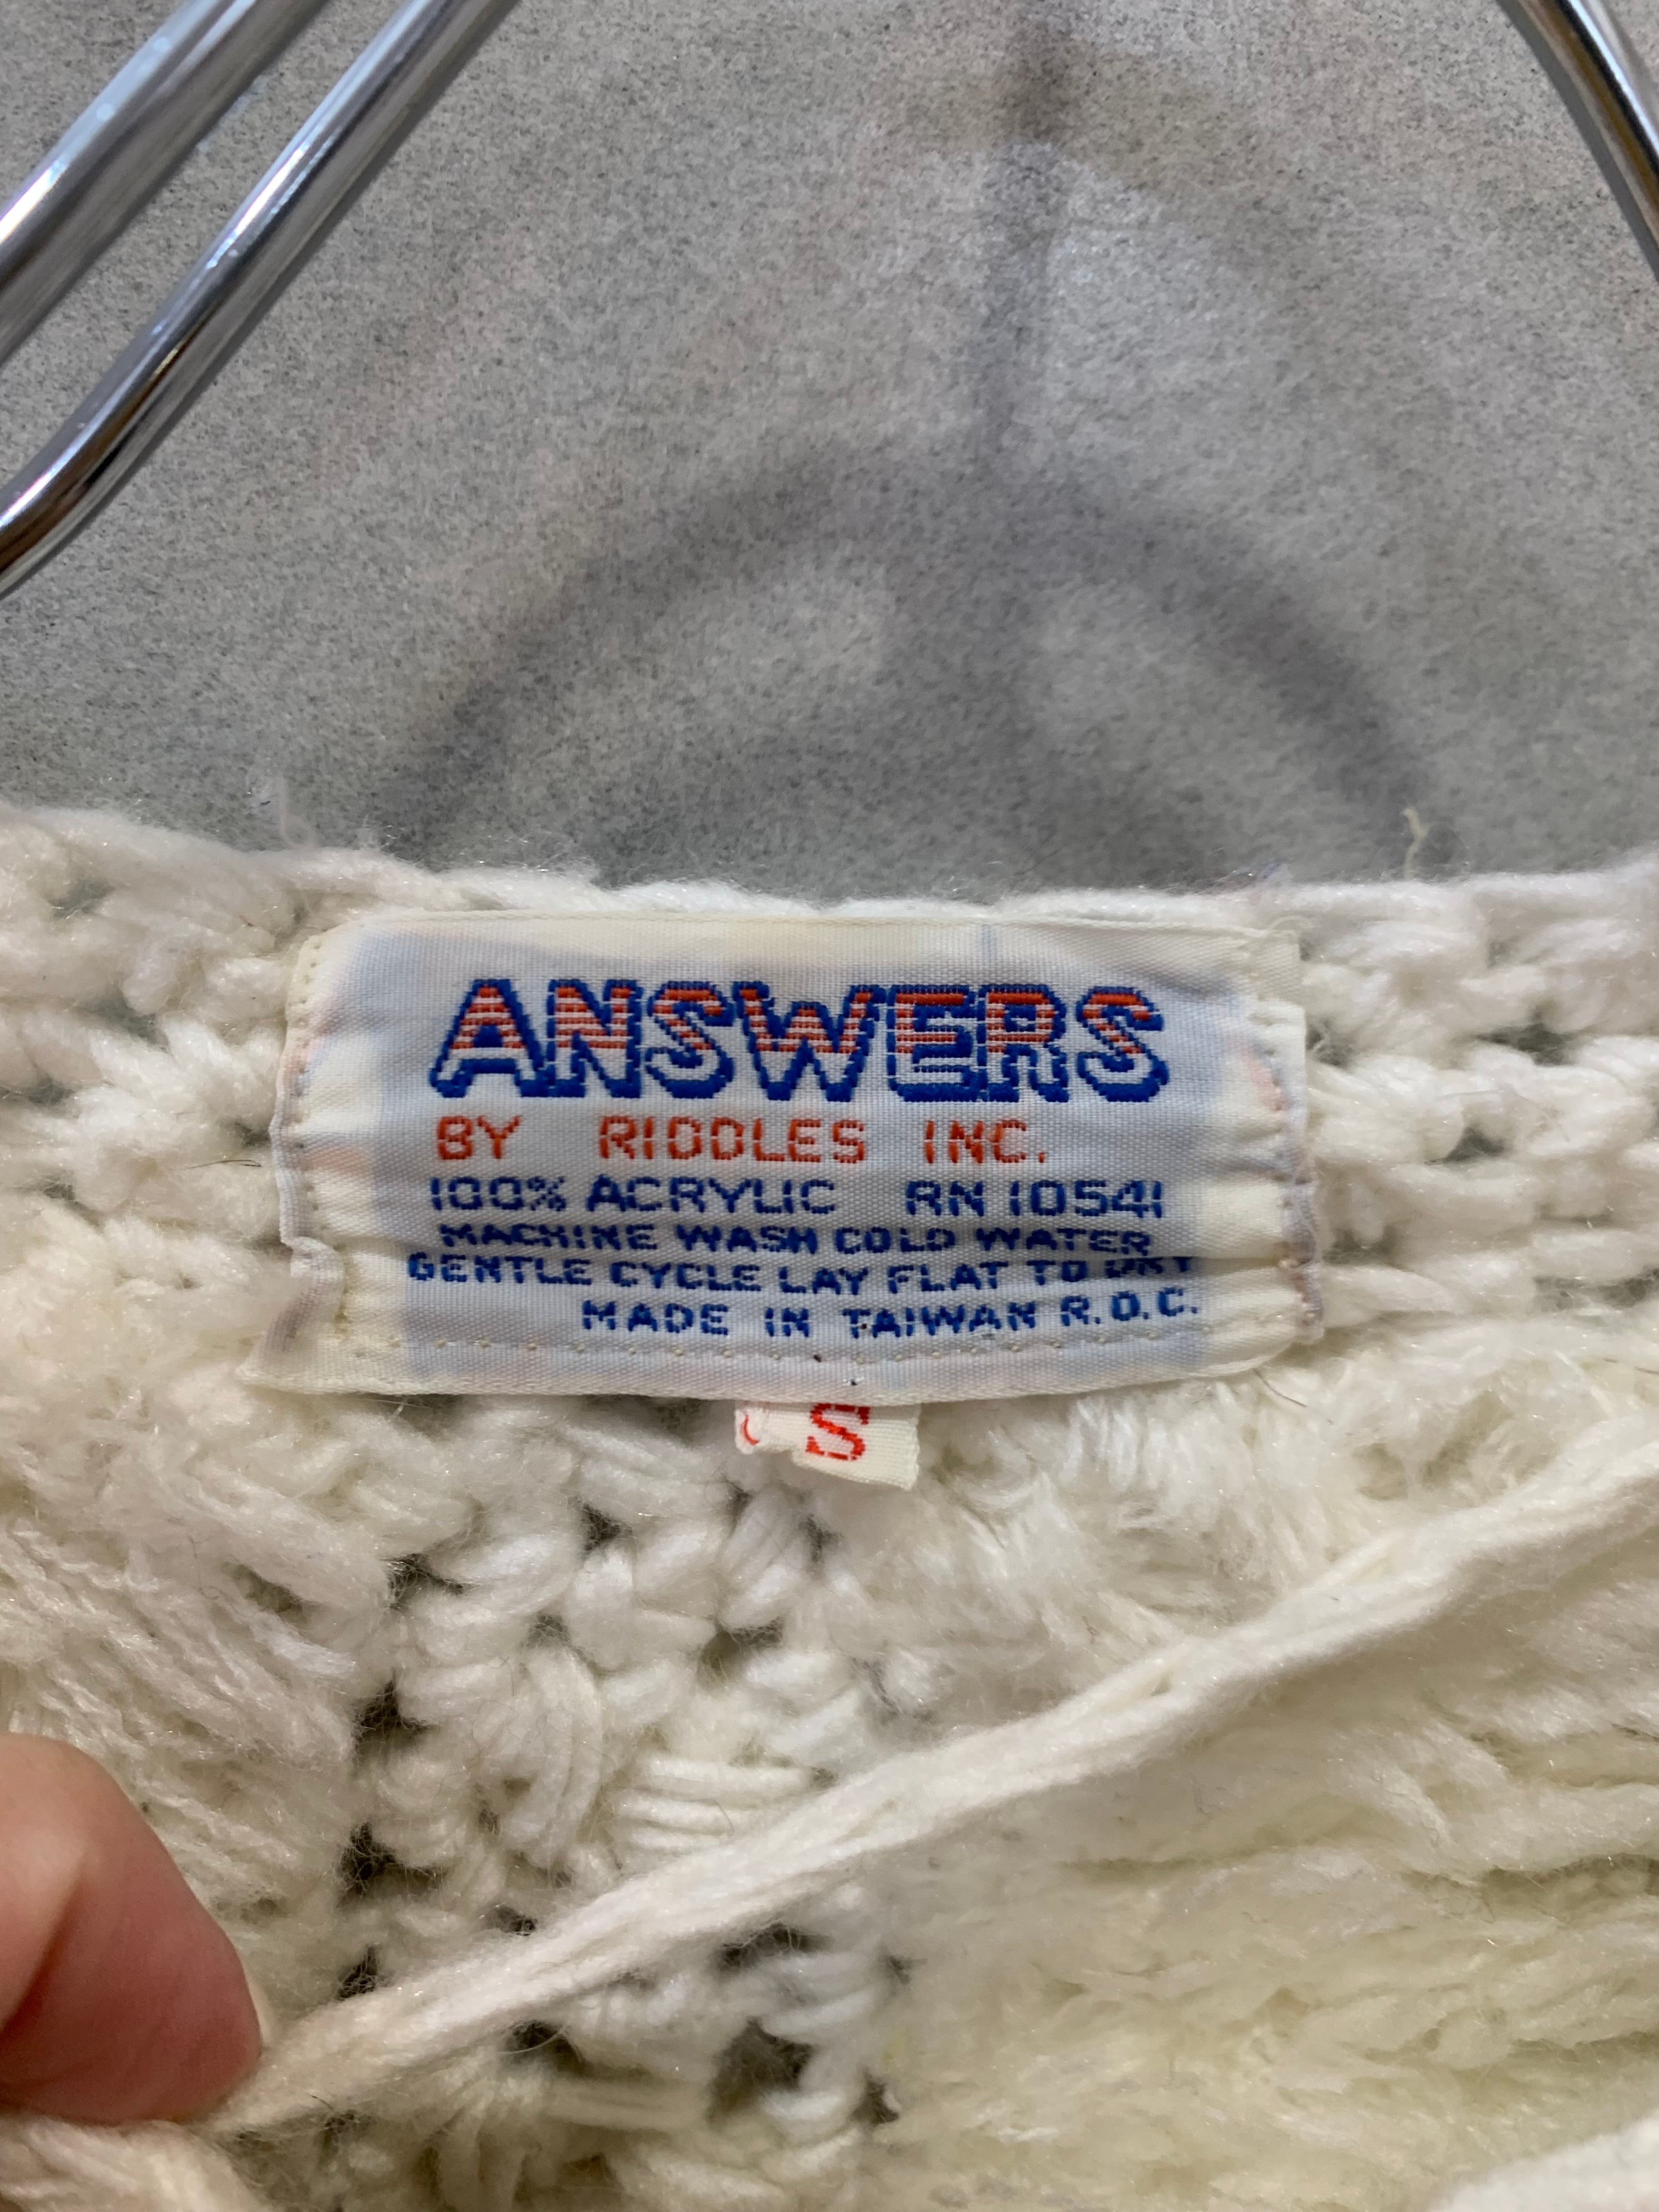 ANSWERS
BY RIDDLES INC.
100% ACRYLIC RN 10541
MACHINE WASH COLD WATER
GENTLE CYCLE LAY FLAT TO DRY
MADE IN TAIWAN R.O.C.
S